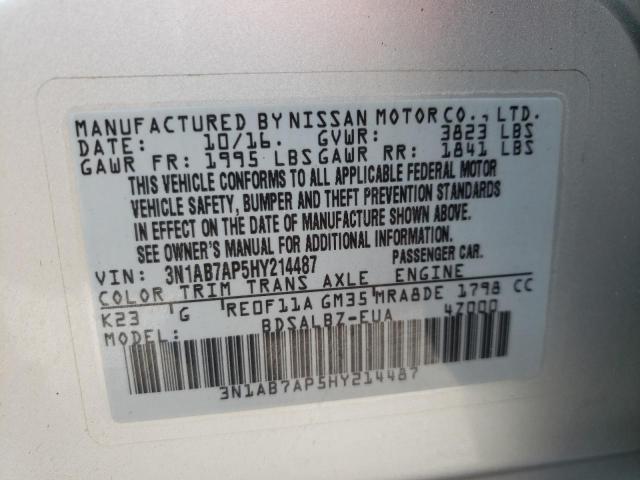 MANUFACTURED BY NISSAN MOTOR CO., LTD.
DATE: 10/16. GVWR: 3823 LBS
GAWR FR: 1995 LBS GAWR RR: 1841 LBS
THIS VEHICLE CONFORMS TO ALL APPLICABLE FEDERAL MOTOR
VEHICLE SAFETY, BUMPER AND THEFT PREVENTION STANDARDS
IN EFFECT ON THE DATE OF MANUFACTURE SHOWN ABOVE.
SEE OWNER'S MANUAL FOR ADDITIONAL INFORMATION.
VIN: 3N1AB7AP5HY214487 PASSENGER CAR.
COLOR TRIM TRANS AXLE ENGINE
K23 G RE0F11A GM35 MRA8DE 1798 CC
MODEL: BDSALBZ-EUA 4Z000
3N1AB7AP5HY214487